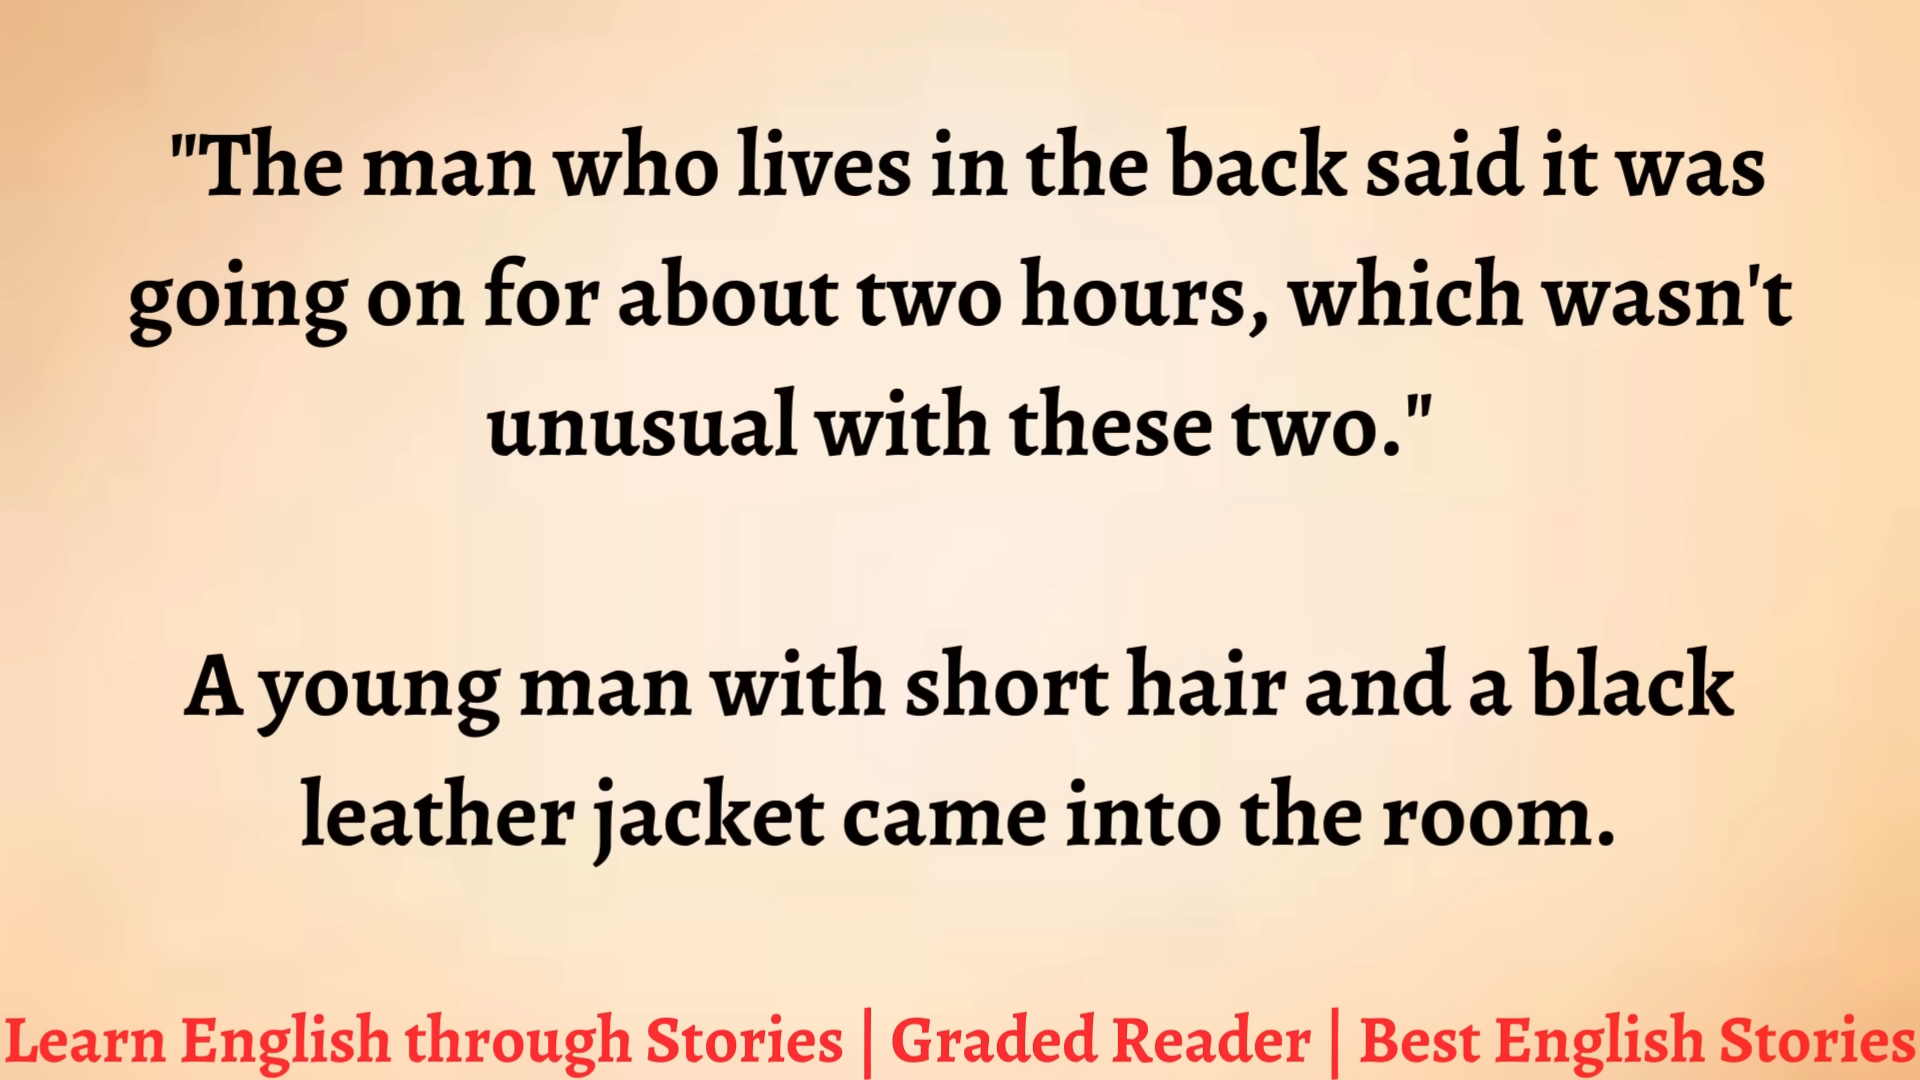 "The man who lives in the back said it was
going on for about two hours, which wasn't
unusual with these two."
A young man with short hair and a black
leather jacket came into the room.
Learn English through Stories | Graded Reader | Best English Stories